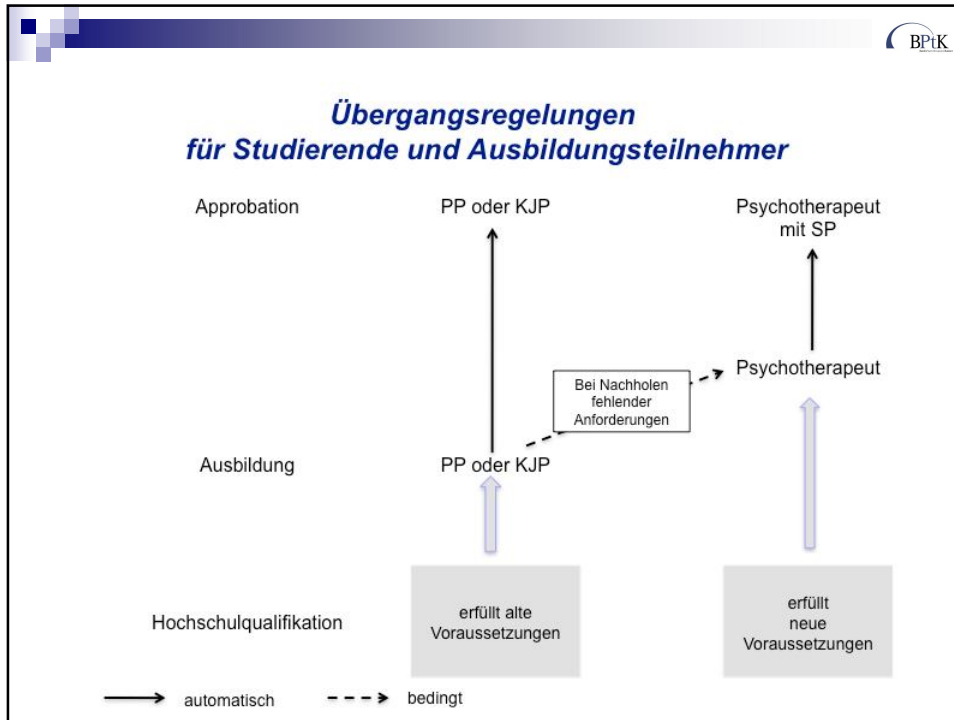 BPtK
Übergangsregelungen
für Studierende und Ausbildungsteilnehmer
Approbation
PP oder KJP
Psychotherapeut
mit SP
Psychotherapeut
Bei Nachholen
fehlender
Anforderungen
Ausbildung
PP oder KJP
Hochschulqualifikation
erfüllt alte
Voraussetzungen
erfüllt
neue
Voraussetzungen
automatisch
bedingt